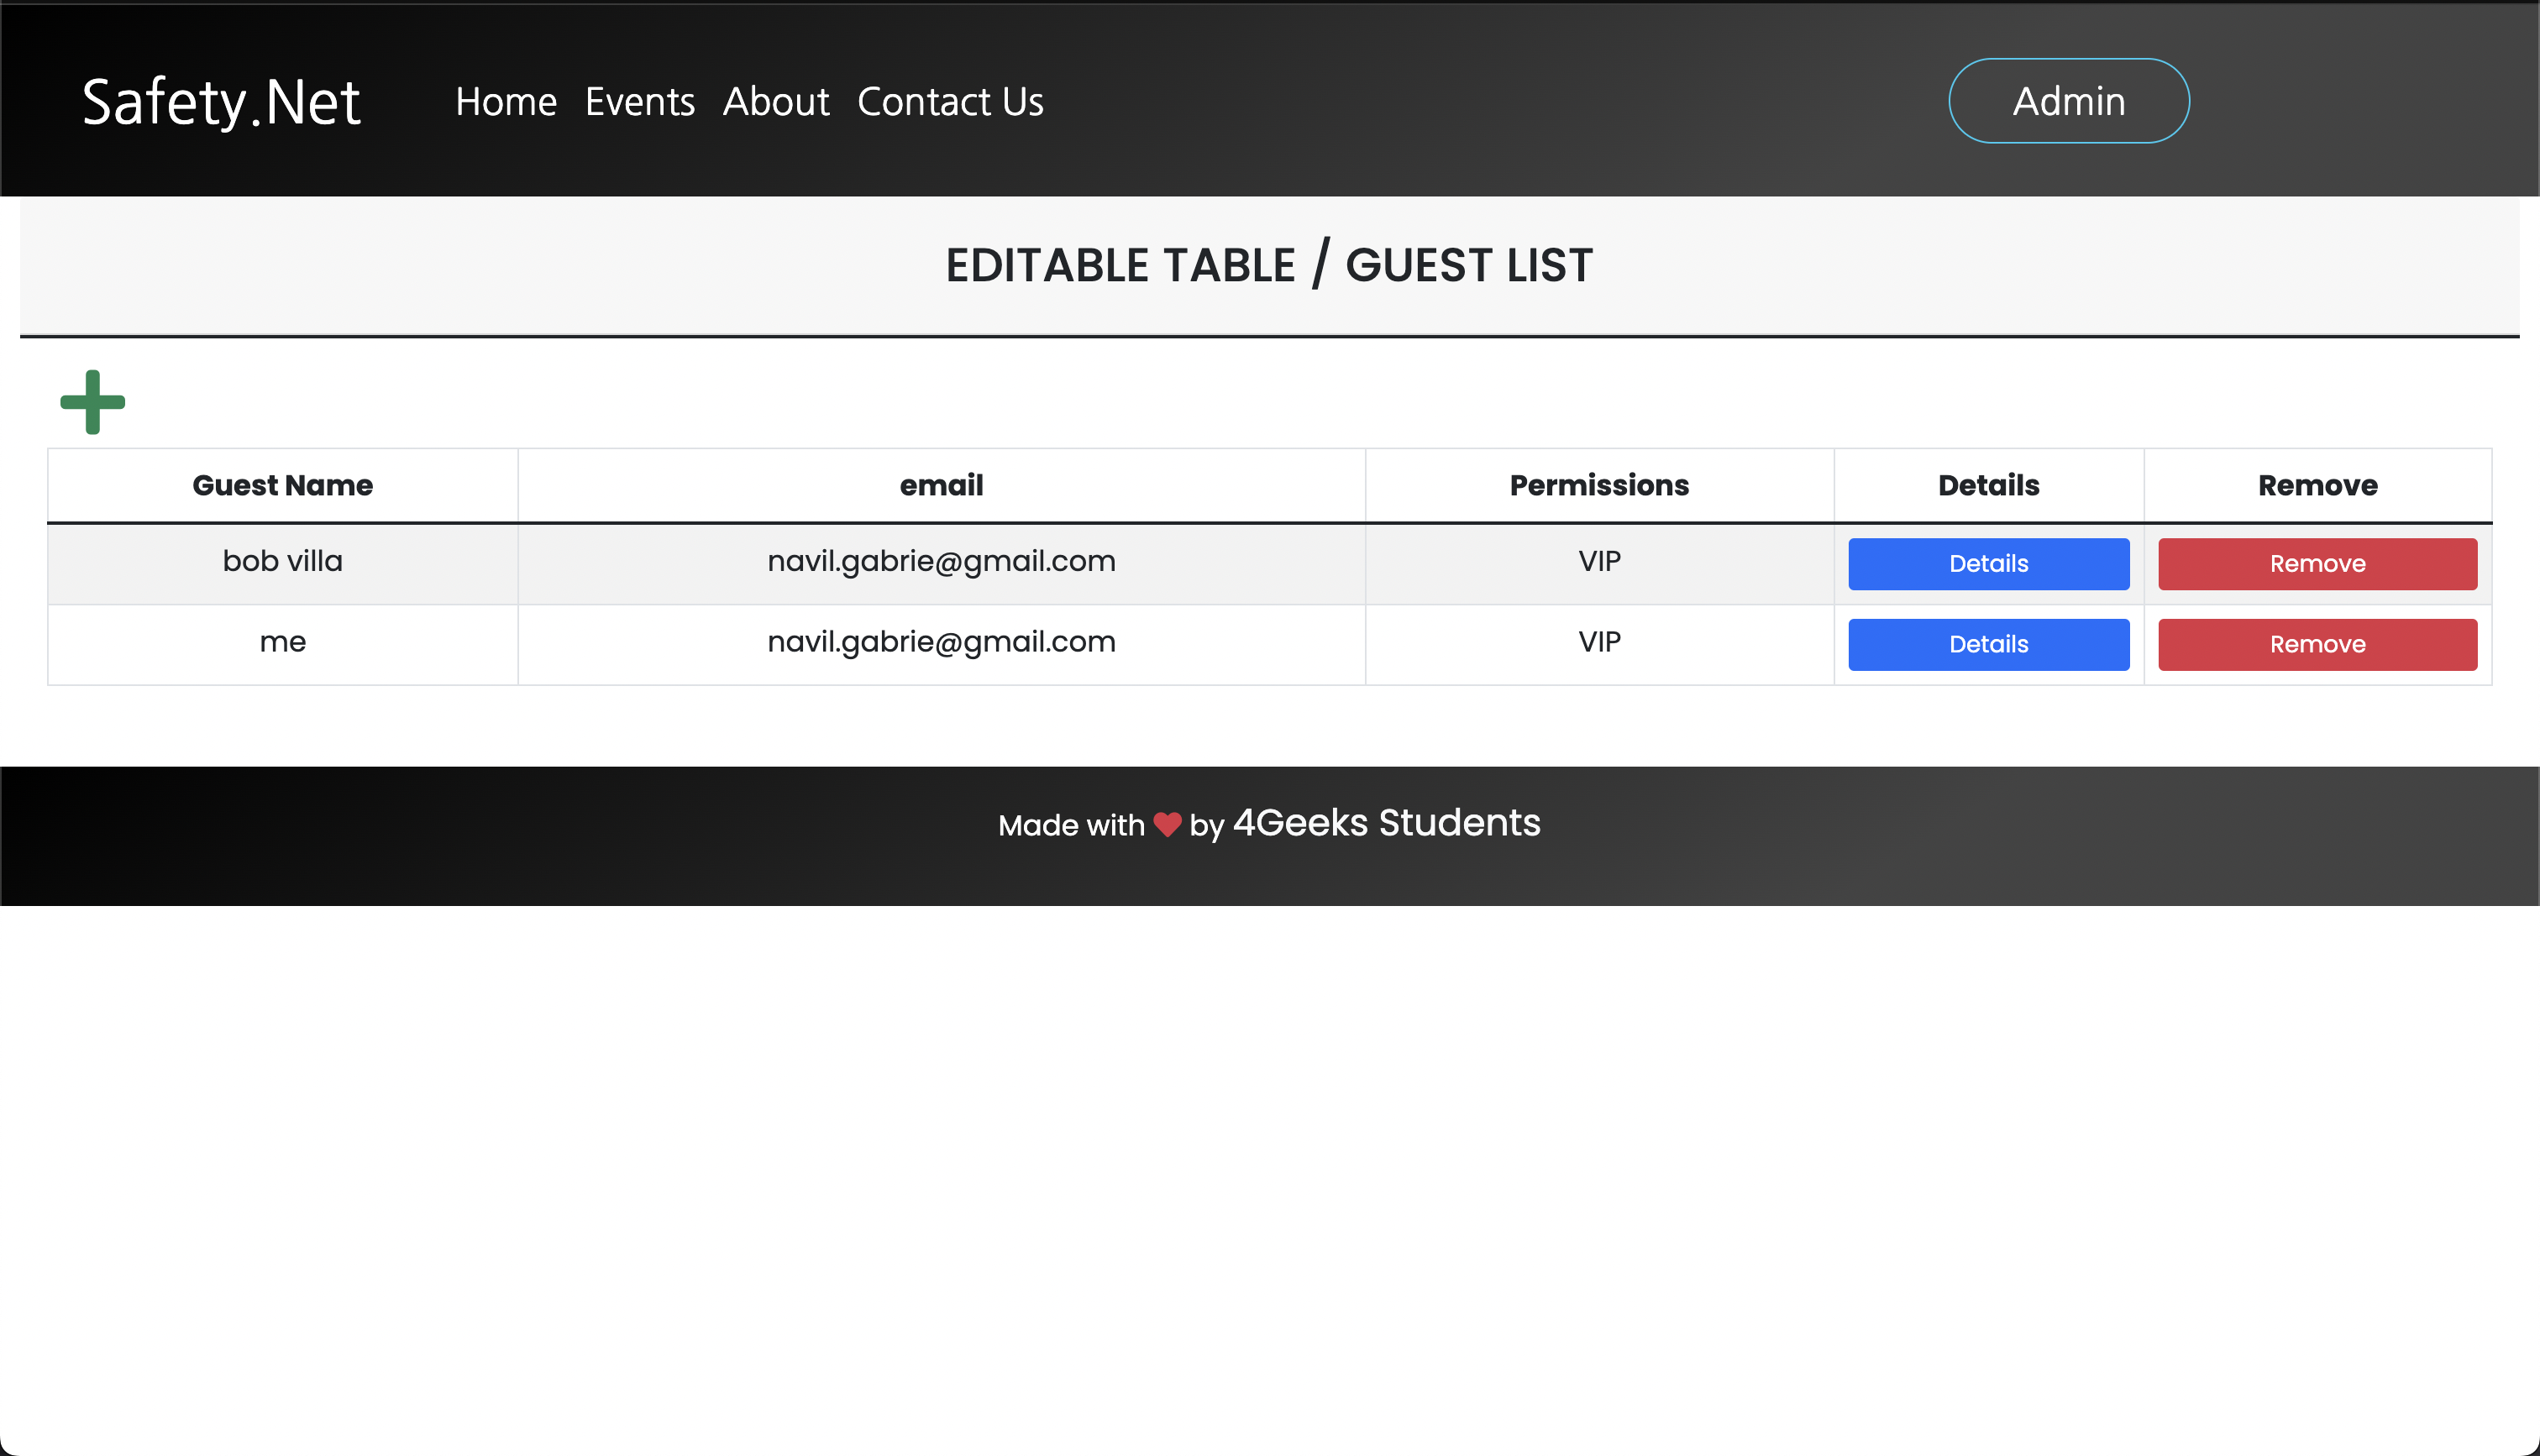 Safety.Net Home Events About Contact Us Admin
EDITABLE TABLE / GUEST LIST
Guest Name email Permissions Details Remove
bob villa navil.gabrie@gmail.com VIP Details Remove
me navil.gabrie@gmail.com VIP Details Remove
Made with by 4Geeks Students